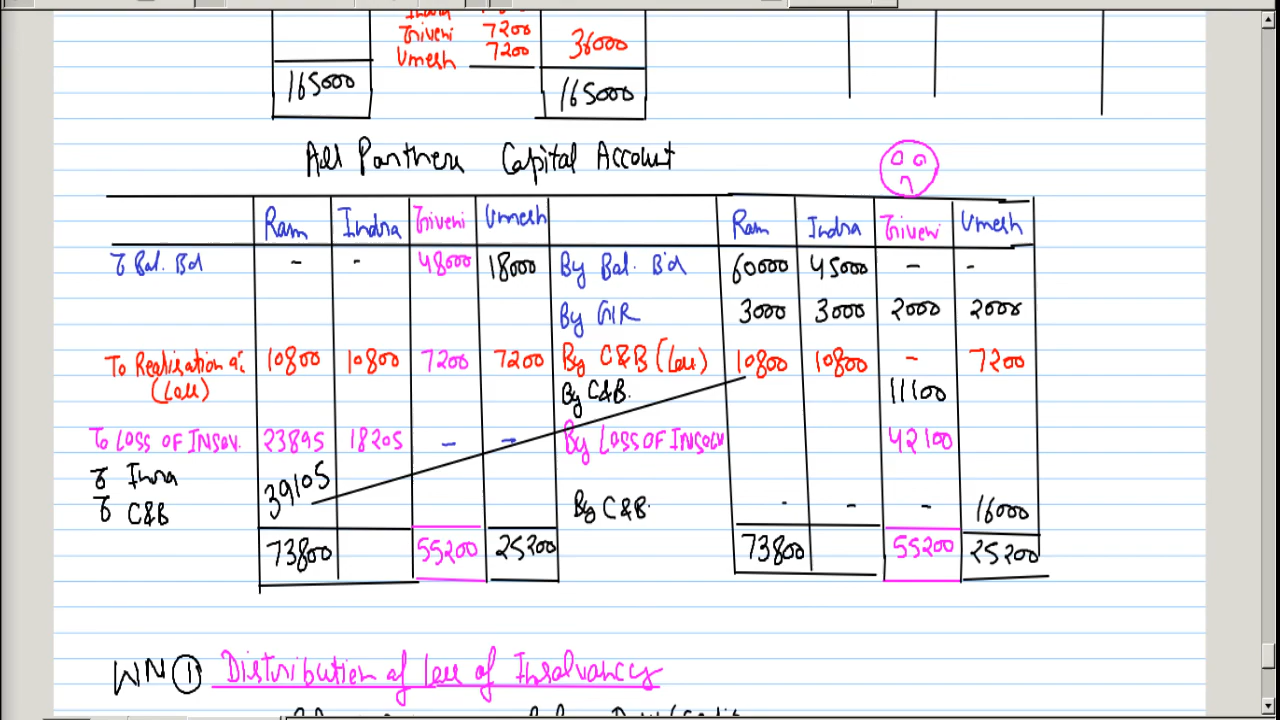 Triveni 7200
Umesh 7200 36000
165000 165000
All Partners Capital Account
Ram Indra Triveni Umesh Ram Indra Triveni Umesh
To Bal. Bd - - 48000 18000 By Bal. B'd 60000 45000 - -
By G/R 3000 3000 2000 2000
To Realisation a/c 10800 10800 7200 7200 By C&B (Loss) 10800 10800 - 7200
(Loss) By C&B. 11100
To LOSS OF INSOLV. 23895 18205 - - By LOSS OF INSOLV 42100
To
To C&B 39105 By C&B. - - - 16000
73800 55200 25200 73800 55200 25200
WN ① Distribution of Loss of Insolvancy